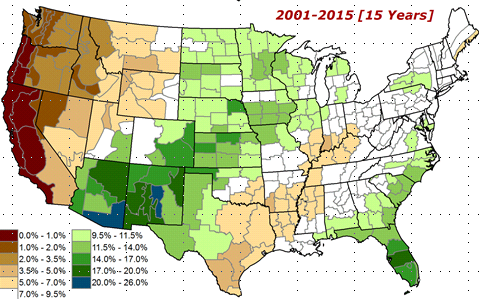 2001-2015 [15 Years]
0.0% - 1.0%
1.0% - 2.0%
2.0% - 3.5%
3.5% - 5.0%
5.0% - 7.0%
7.0% - 9.5%
9.5% - 11.5%
11.5% - 14.0%
14.0% - 17.0%
17.0% - 20.0%
20.0% - 26.0%